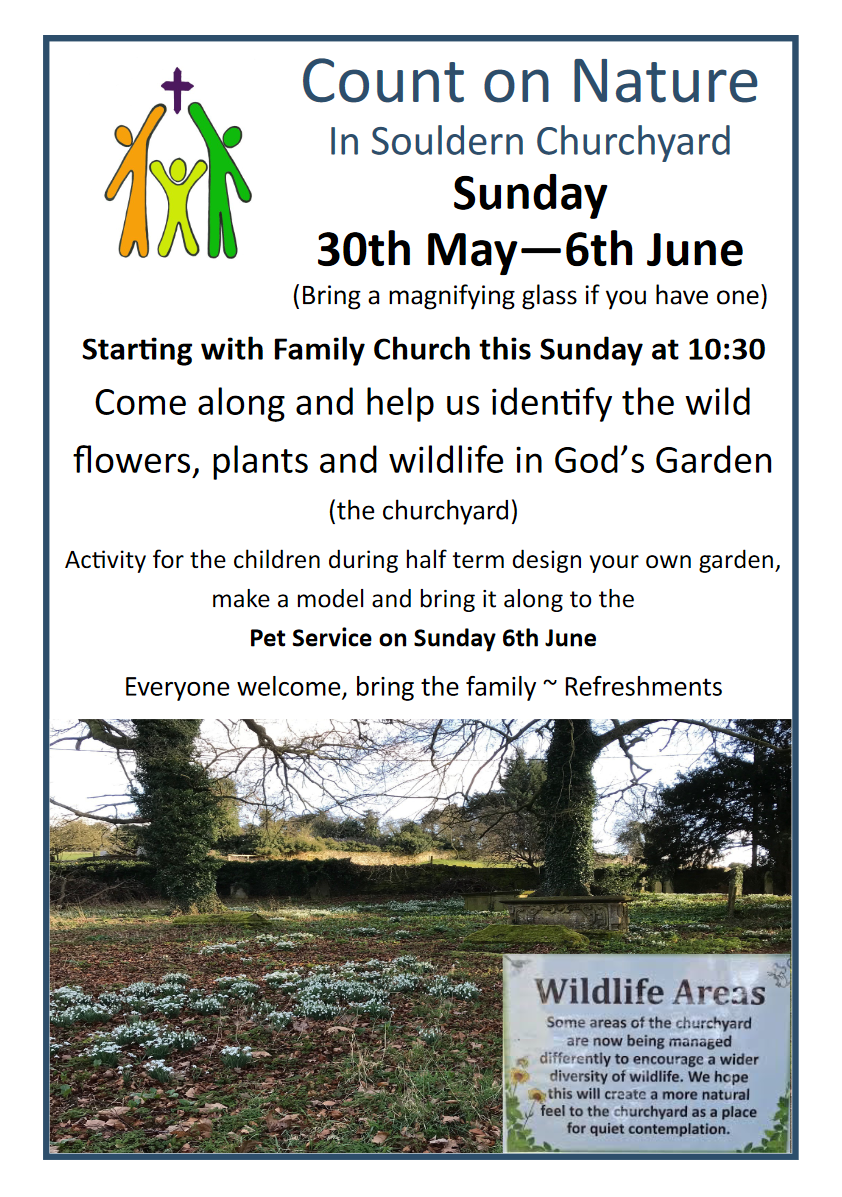 Count on Nature
In Souldern Churchyard
Sunday
30th May—6th June
(Bring a magnifying glass if you have one)
Starting with Family Church this Sunday at 10:30
Come along and help us identify the wild
flowers, plants and wildlife in God's Garden
(the churchyard)
Activity for the children during half term design your own garden,
make a model and bring it along to the
Pet Service on Sunday 6th June
Everyone welcome, bring the family ~ Refreshments
Wildlife Areas
Some areas of the churchyard
are now being managed
differently to encourage a wider
diversity of wildlife. We hope
this will create a more natural
feel to the churchyard as a place
for quiet contemplation.